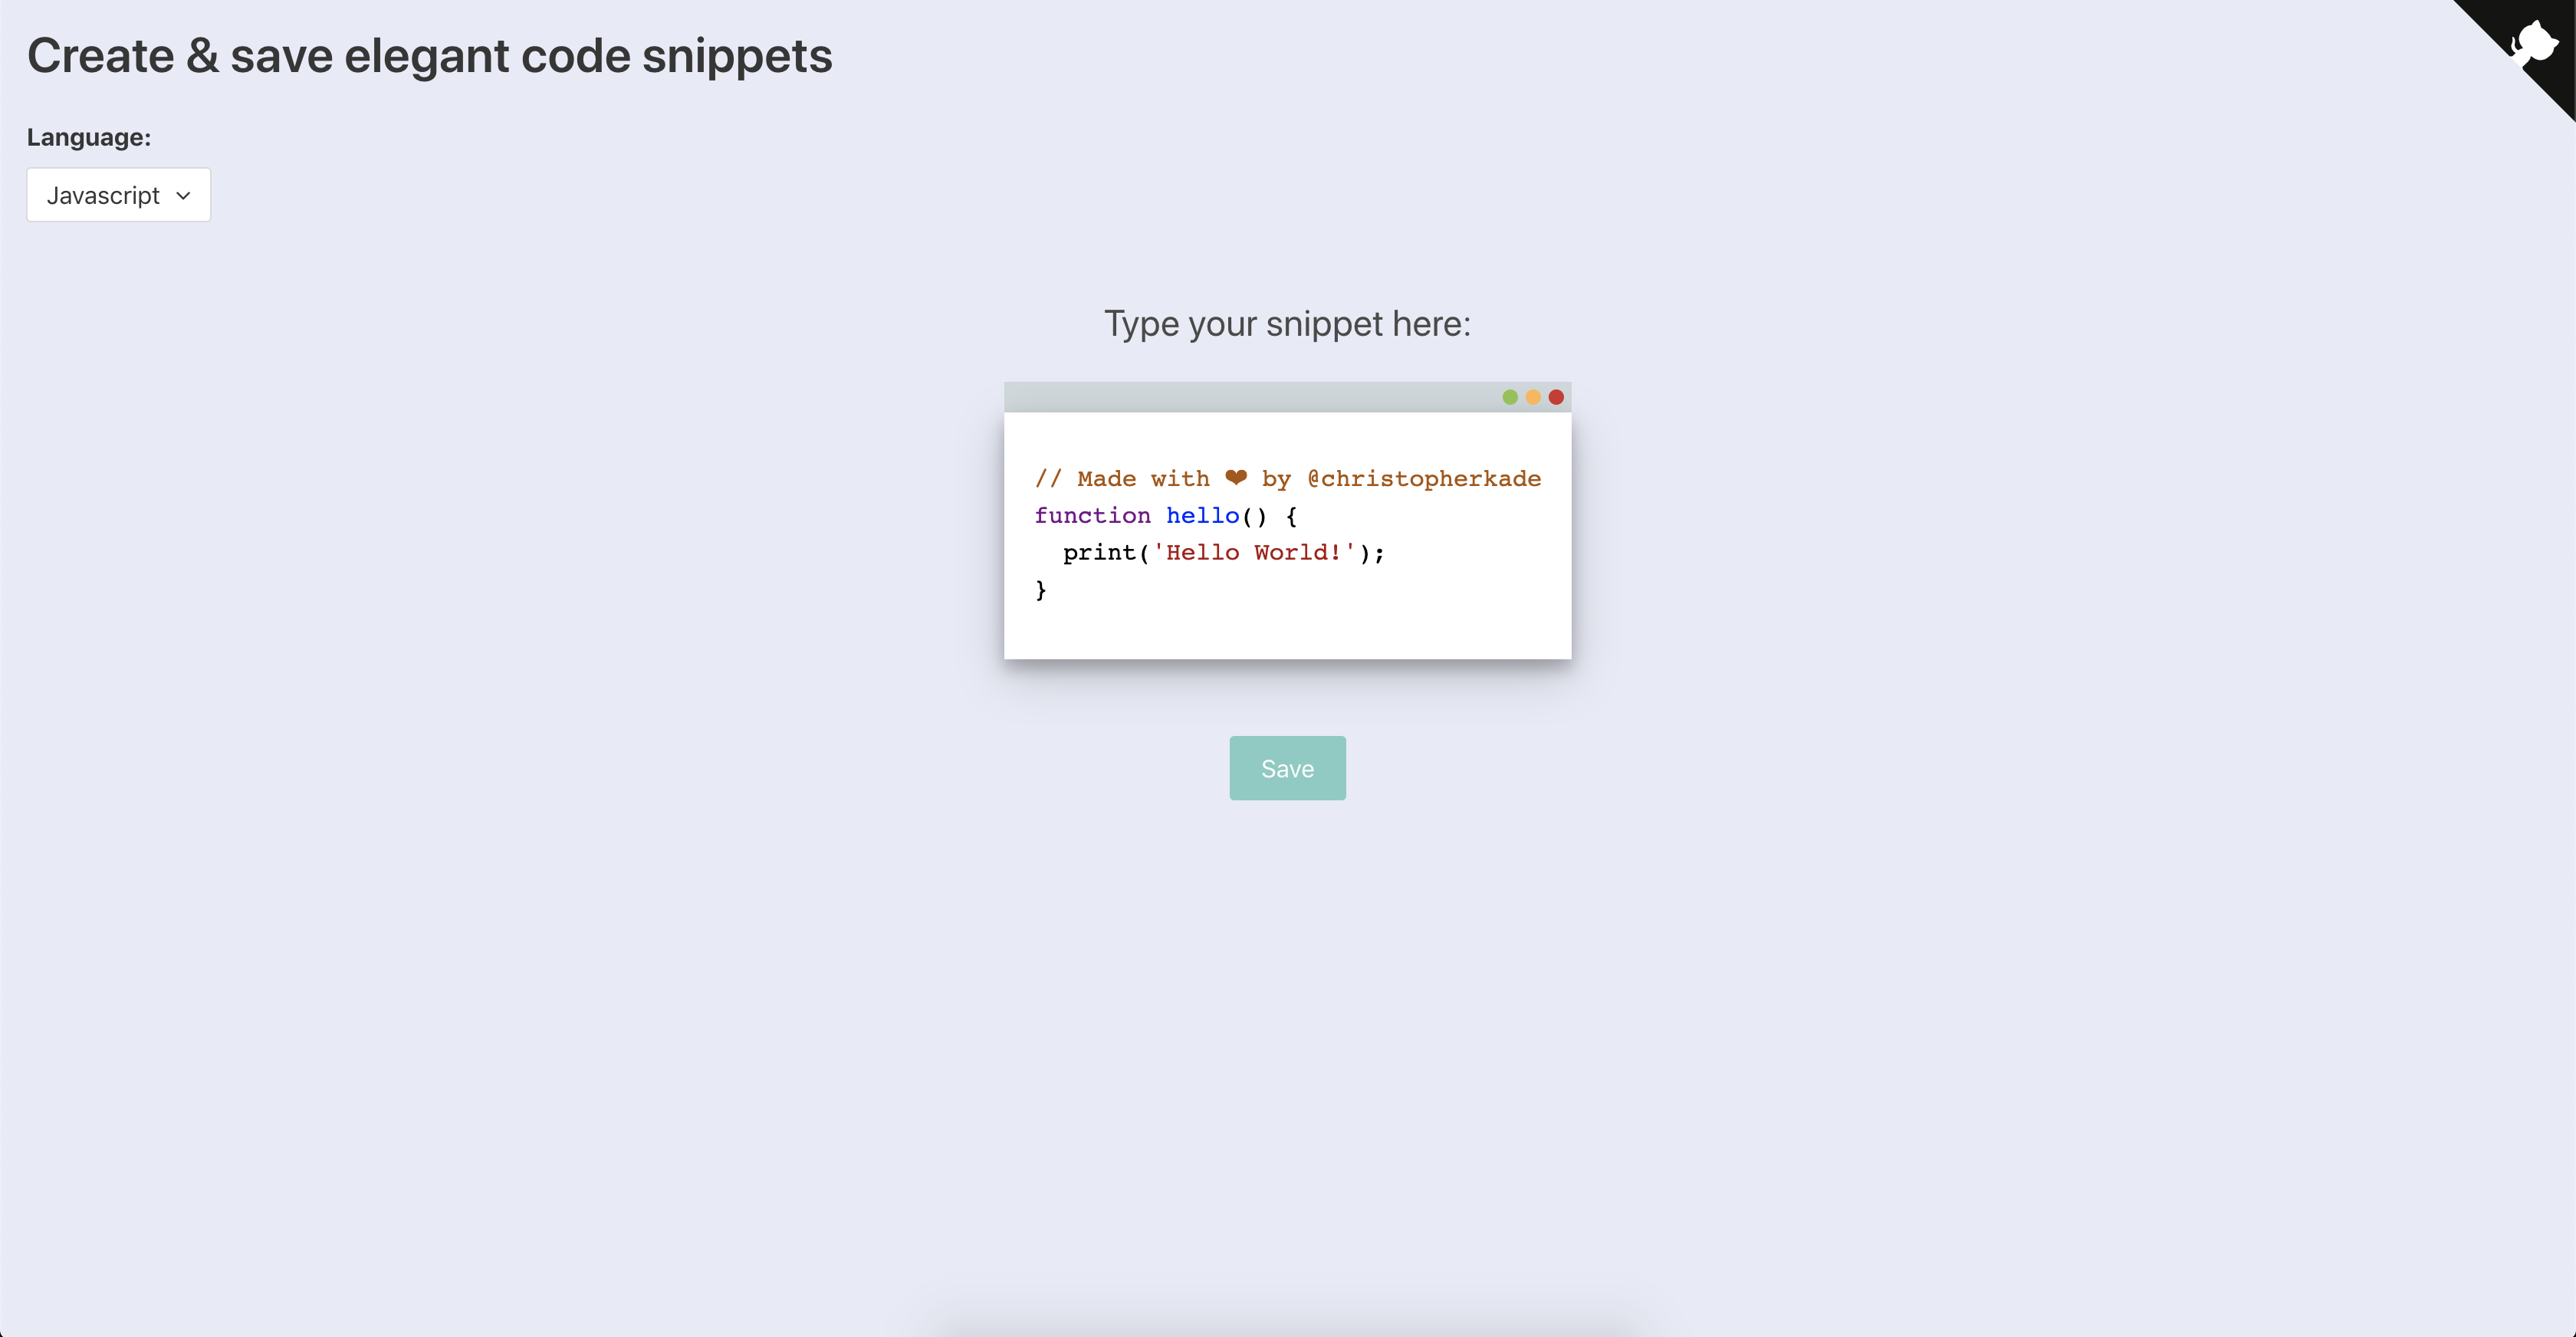 Create & save elegant code snippets
Language:
Javascript
Type your snippet here:
// Made with ❤ by @christopherkade
function hello() {
  print('Hello World!');
}
Save